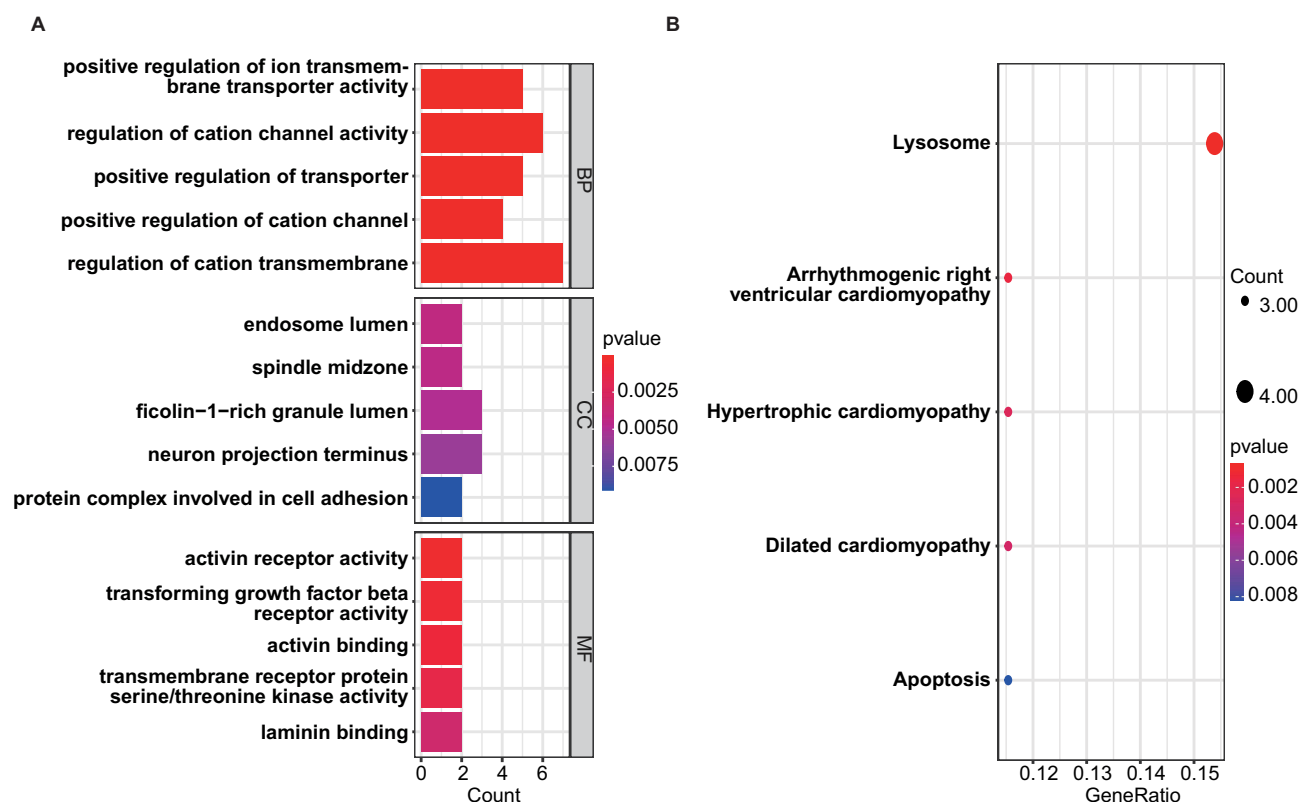 A
positive regulation of ion transmem-
brane transporter activity
regulation of cation channel activity
positive regulation of transporter
positive regulation of cation channel
regulation of cation transmembrane
BP
endosome lumen
spindle midzone
ficolin−1−rich granule lumen
neuron projection terminus
protein complex involved in cell adhesion
CC
activin receptor activity
transforming growth factor beta
receptor activity
activin binding
transmembrane receptor protein
serine/threonine kinase activity
laminin binding
MF
0 2 4 6
Count
pvalue
0.0025
0.0050
0.0075
B
Lysosome
Arrhythmogenic right
ventricular cardiomyopathy
Hypertrophic cardiomyopathy
Dilated cardiomyopathy
Apoptosis
0.12 0.13 0.14 0.15
GeneRatio
Count
3.00
4.00
pvalue
0.002
0.004
0.006
0.008